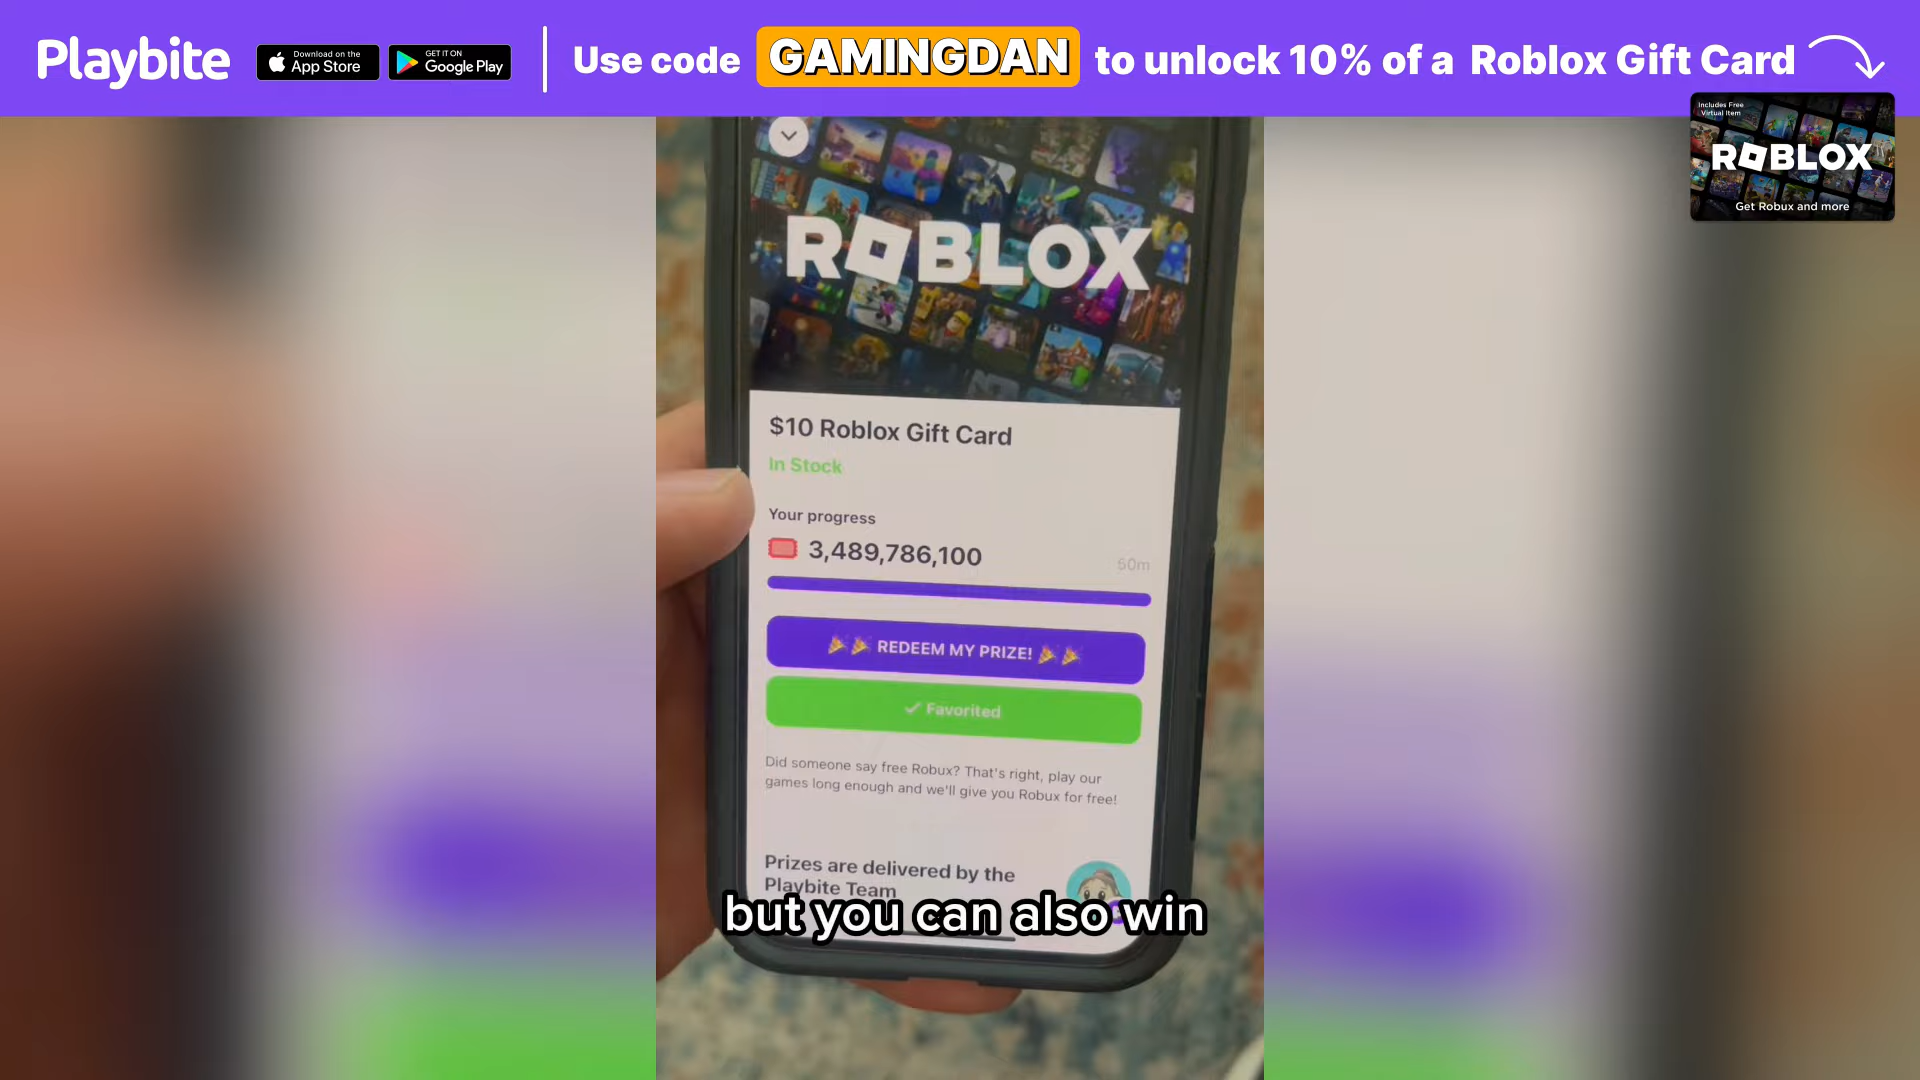 Playbite
Download on the
App Store
GET IT ON
Google Play
Use code GAMINGDAN to unlock 10% of a Roblox Gift Card
Includes Free
Virtual Item
ROBLOX
Get Robux and more
ROBLOX
$10 Roblox Gift Card
In Stock
Your progress
3,489,786,100
50m
REDEEM MY PRIZE!
Favorited
Did someone say free Robux? That's right, play our
games long enough and we'll give you Robux for free!
Prizes are delivered by the
Playbite Team
but you can also win